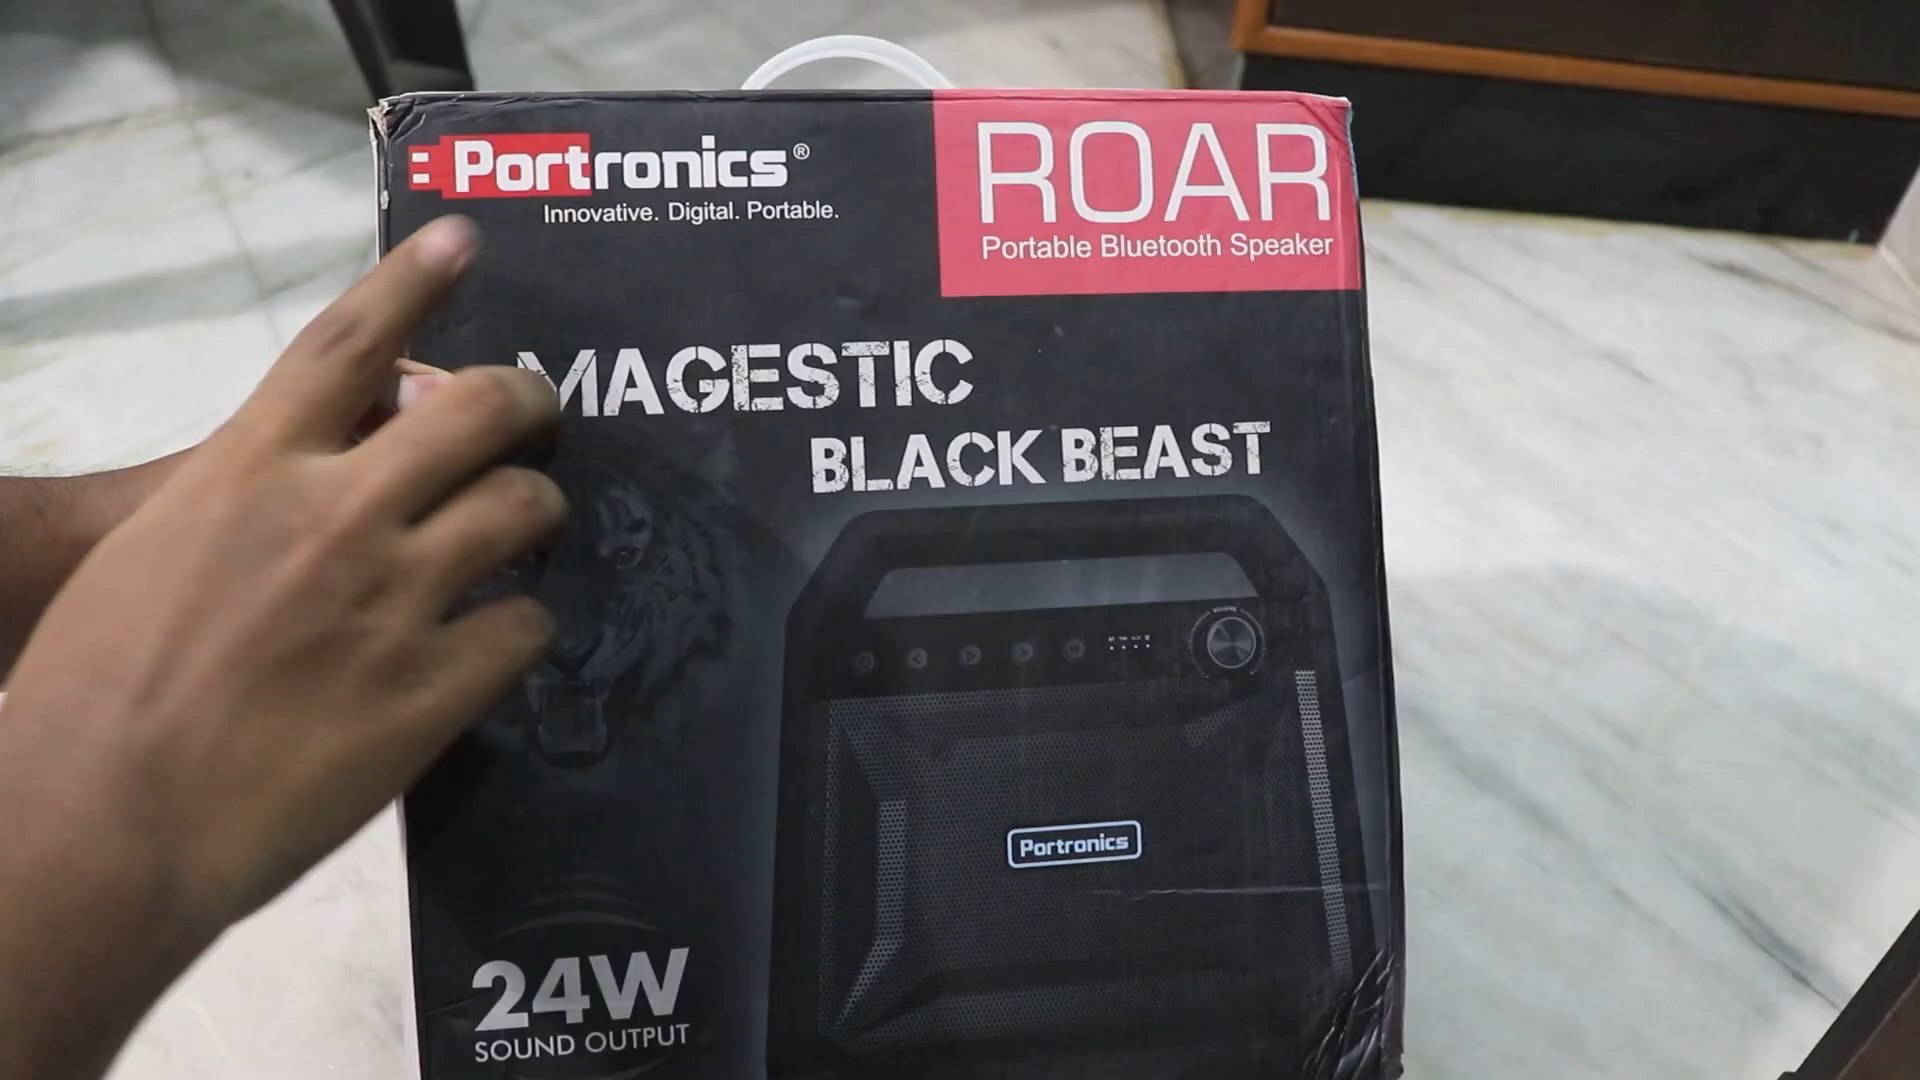 Portronics®
Innovative. Digital. Portable.
ROAR
Portable Bluetooth Speaker
MAGESTIC
BLACK BEAST
Portronics
24W
SOUND OUTPUT